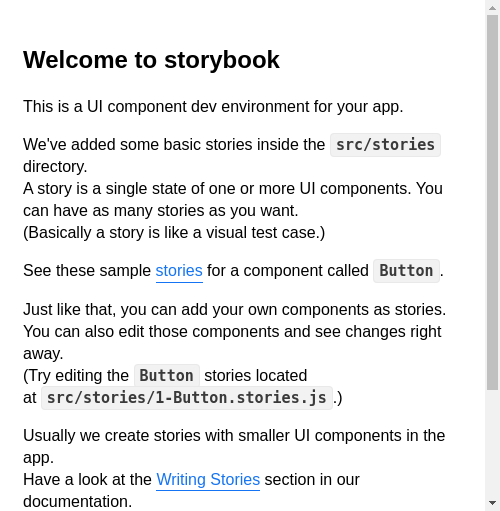 Welcome to storybook
This is a UI component dev environment for your app.
We've added some basic stories inside the src/stories
directory.
A story is a single state of one or more UI components. You
can have as many stories as you want.
(Basically a story is like a visual test case.)
See these sample stories for a component called Button.
Just like that, you can add your own components as stories.
You can also edit those components and see changes right
away.
(Try editing the Button stories located
at src/stories/1-Button.stories.js.)
Usually we create stories with smaller UI components in the
app.
Have a look at the Writing Stories section in our
documentation.